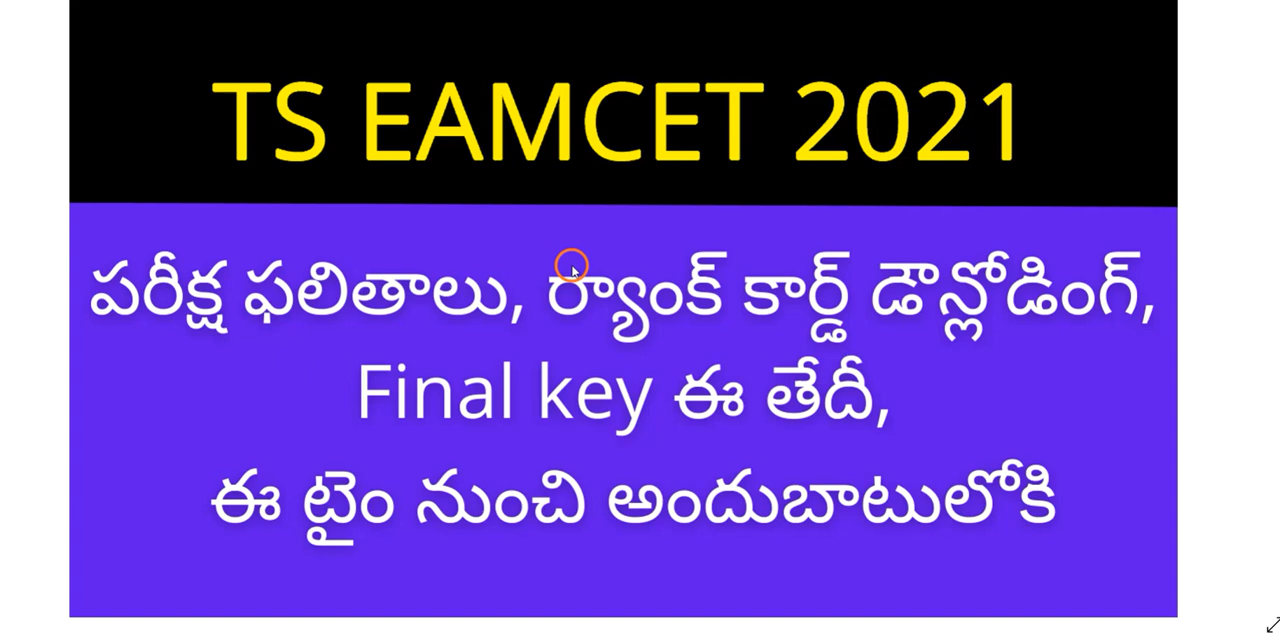 TS EAMCET 2021
పరీక్ష ఫలితాలు, ర్యాంక్ కార్డ్ డౌన్లోడింగ్,
Final key ఈ తేదీ,
ఈ టైం నుంచి అందుబాటులోకి